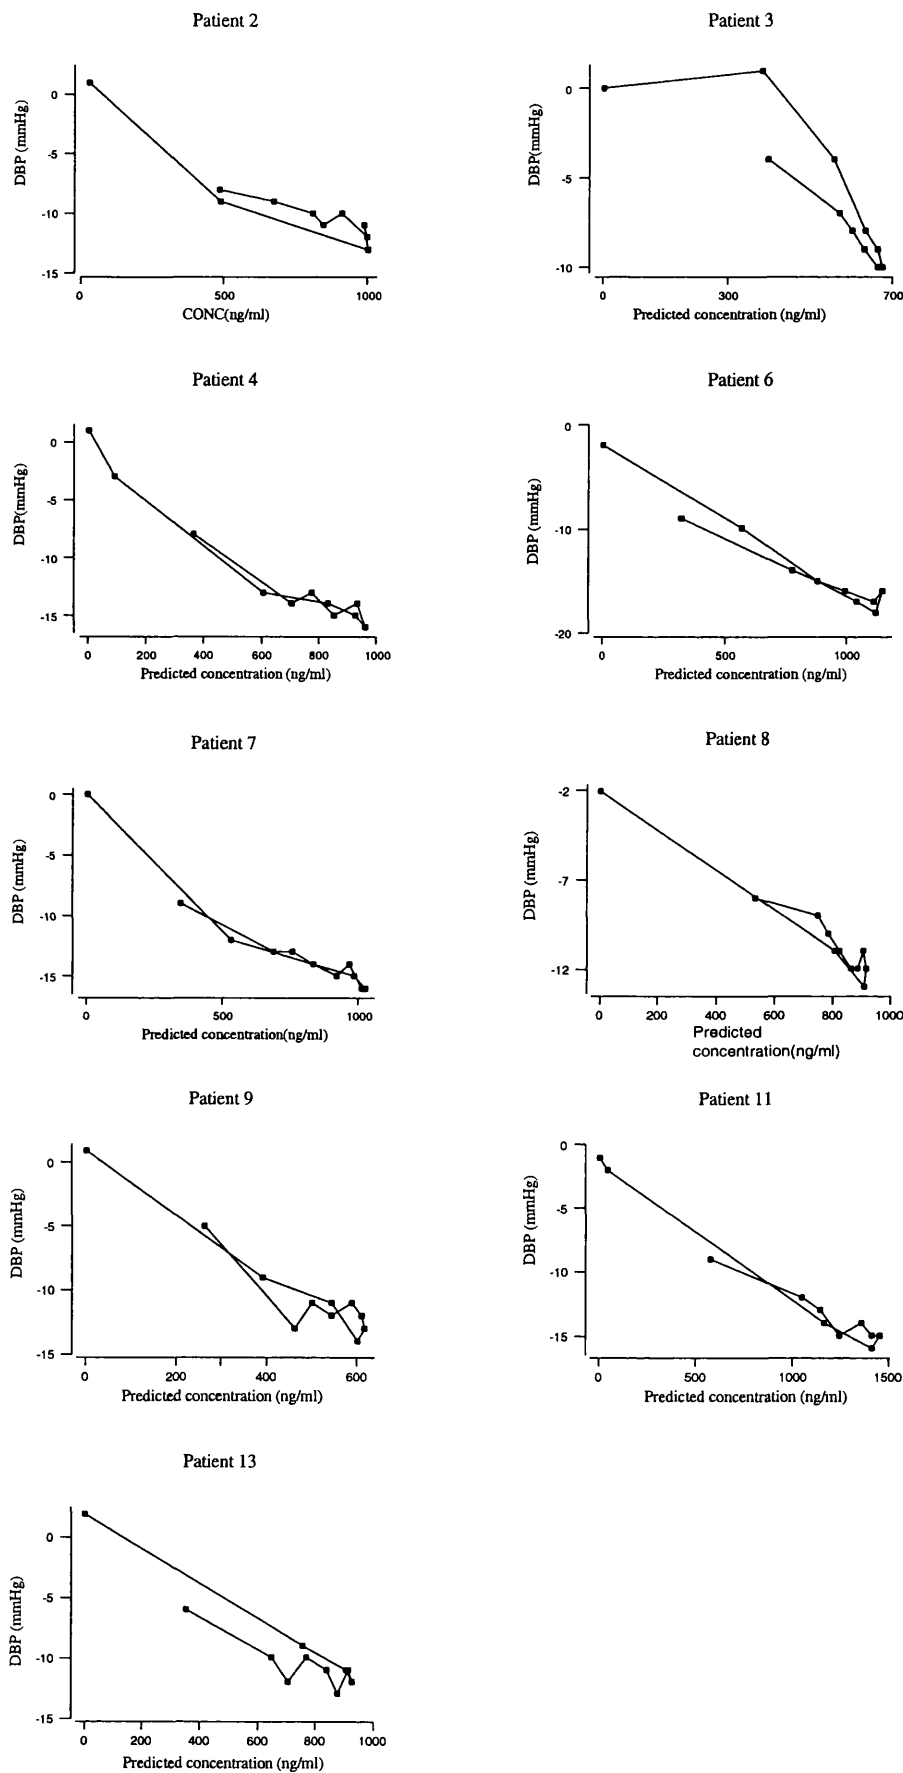 Patient 2
DBP (mmHg)
0
-5
-10
-15
0 500 1000
CONC(ng/ml)
Patient 3
DBP(mmHg)
0
-5
-10
0 300 700
Predicted concentration (ng/ml)
Patient 4
DBP(mmHg)
0
-5
-10
-15
0 200 400 600 800 1000
Predicted concentration (ng/ml)
Patient 6
DBP (mmHg)
0
-10
-20
0 500 1000
Predicted concentration (ng/ml)
Patient 7
DBP (mmHg)
0
-5
-10
-15
0 500 1000
Predicted concentration(ng/ml)
Patient 8
DBP (mmHg)
-2
-7
-12
0 200 400 600 800 1000
Predicted
concentration(ng/ml)
Patient 9
DBP (mmHg)
0
-5
-10
-15
0 200 400 600
Predicted concentration (ng/ml)
Patient 11
DBP (mmHg)
0
-5
-10
-15
0 500 1000 1500
Predicted concentration (ng/ml)
Patient 13
DBP (mmHg)
0
-5
-10
-15
0 200 400 600 800 1000
Predicted concentration (ng/ml)